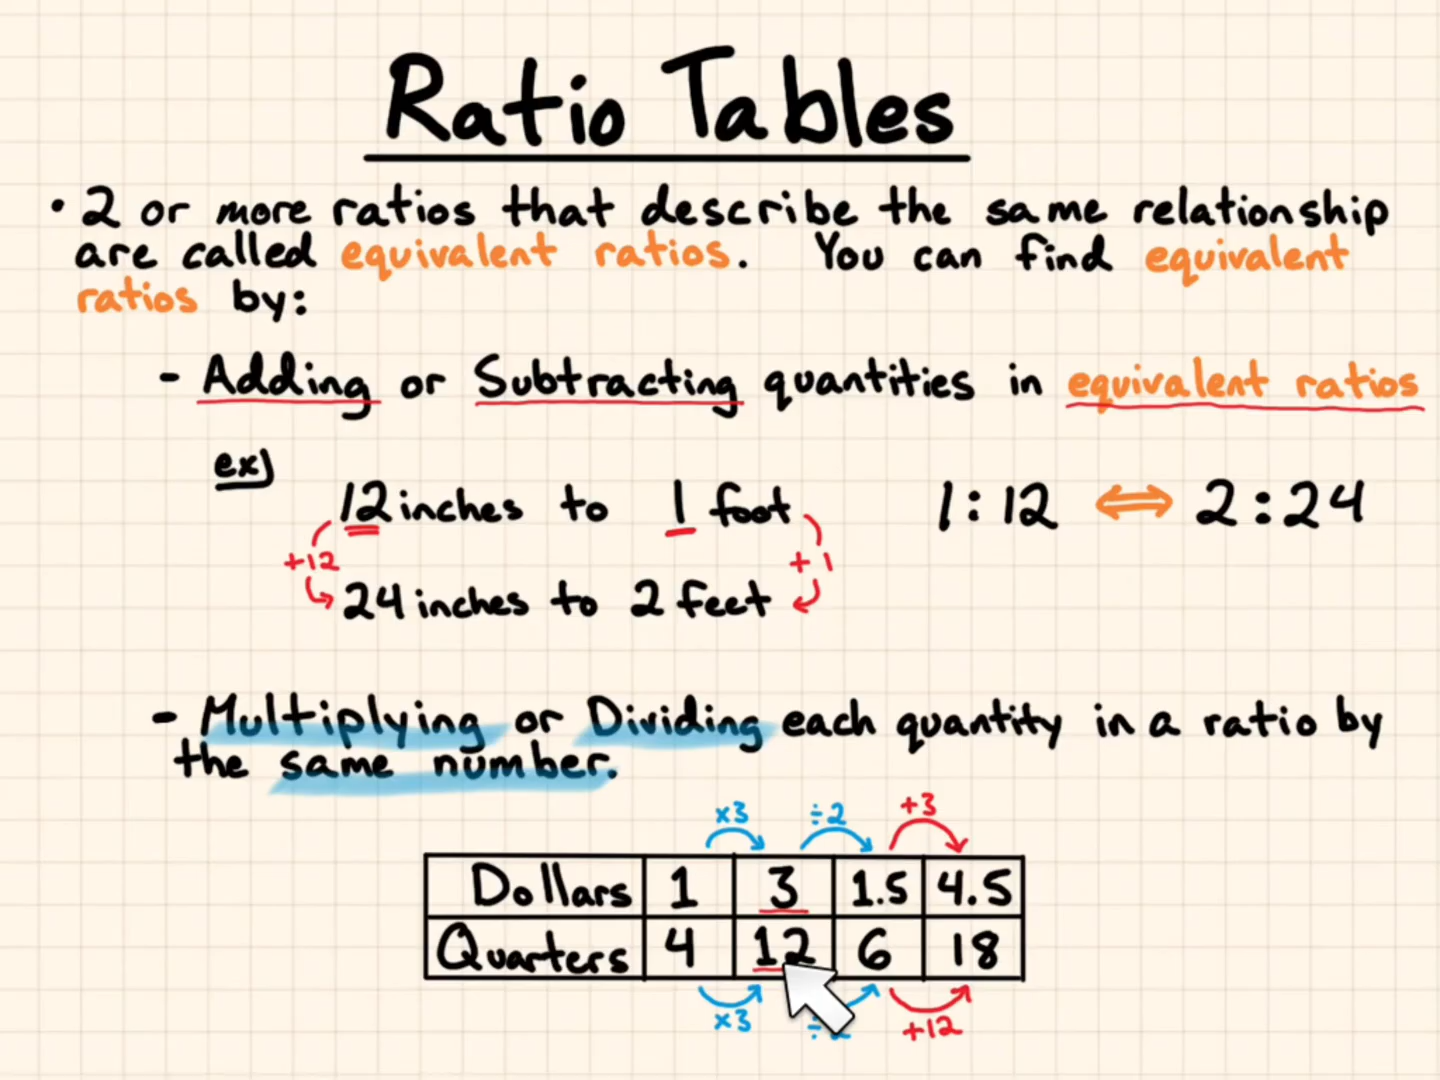 Ratio Tables
• 2 or more ratios that describe the same relationship
are called equivalent ratios. You can find equivalent
ratios by:
- Adding or Subtracting quantities in equivalent ratios
ex)
12 inches to 1 foot 1:12 ⟺ 2:24
+12 +1
24 inches to 2 feet
- Multiplying or Dividing each quantity in a ratio by
the same number.
x3 ÷2 +3
Dollars 1 3 1.5 4.5
Quarters 4 12 6 18
x3 +12